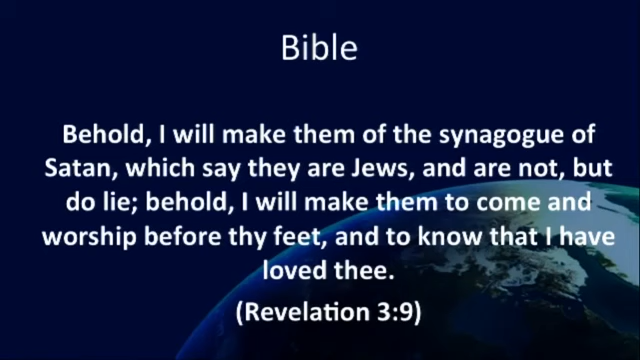 Bible
Behold, I will make them of the synagogue of
Satan, which say they are Jews, and are not, but
do lie; behold, I will make them to come and
worship before thy feet, and to know that I have
loved thee.
(Revelation 3:9)